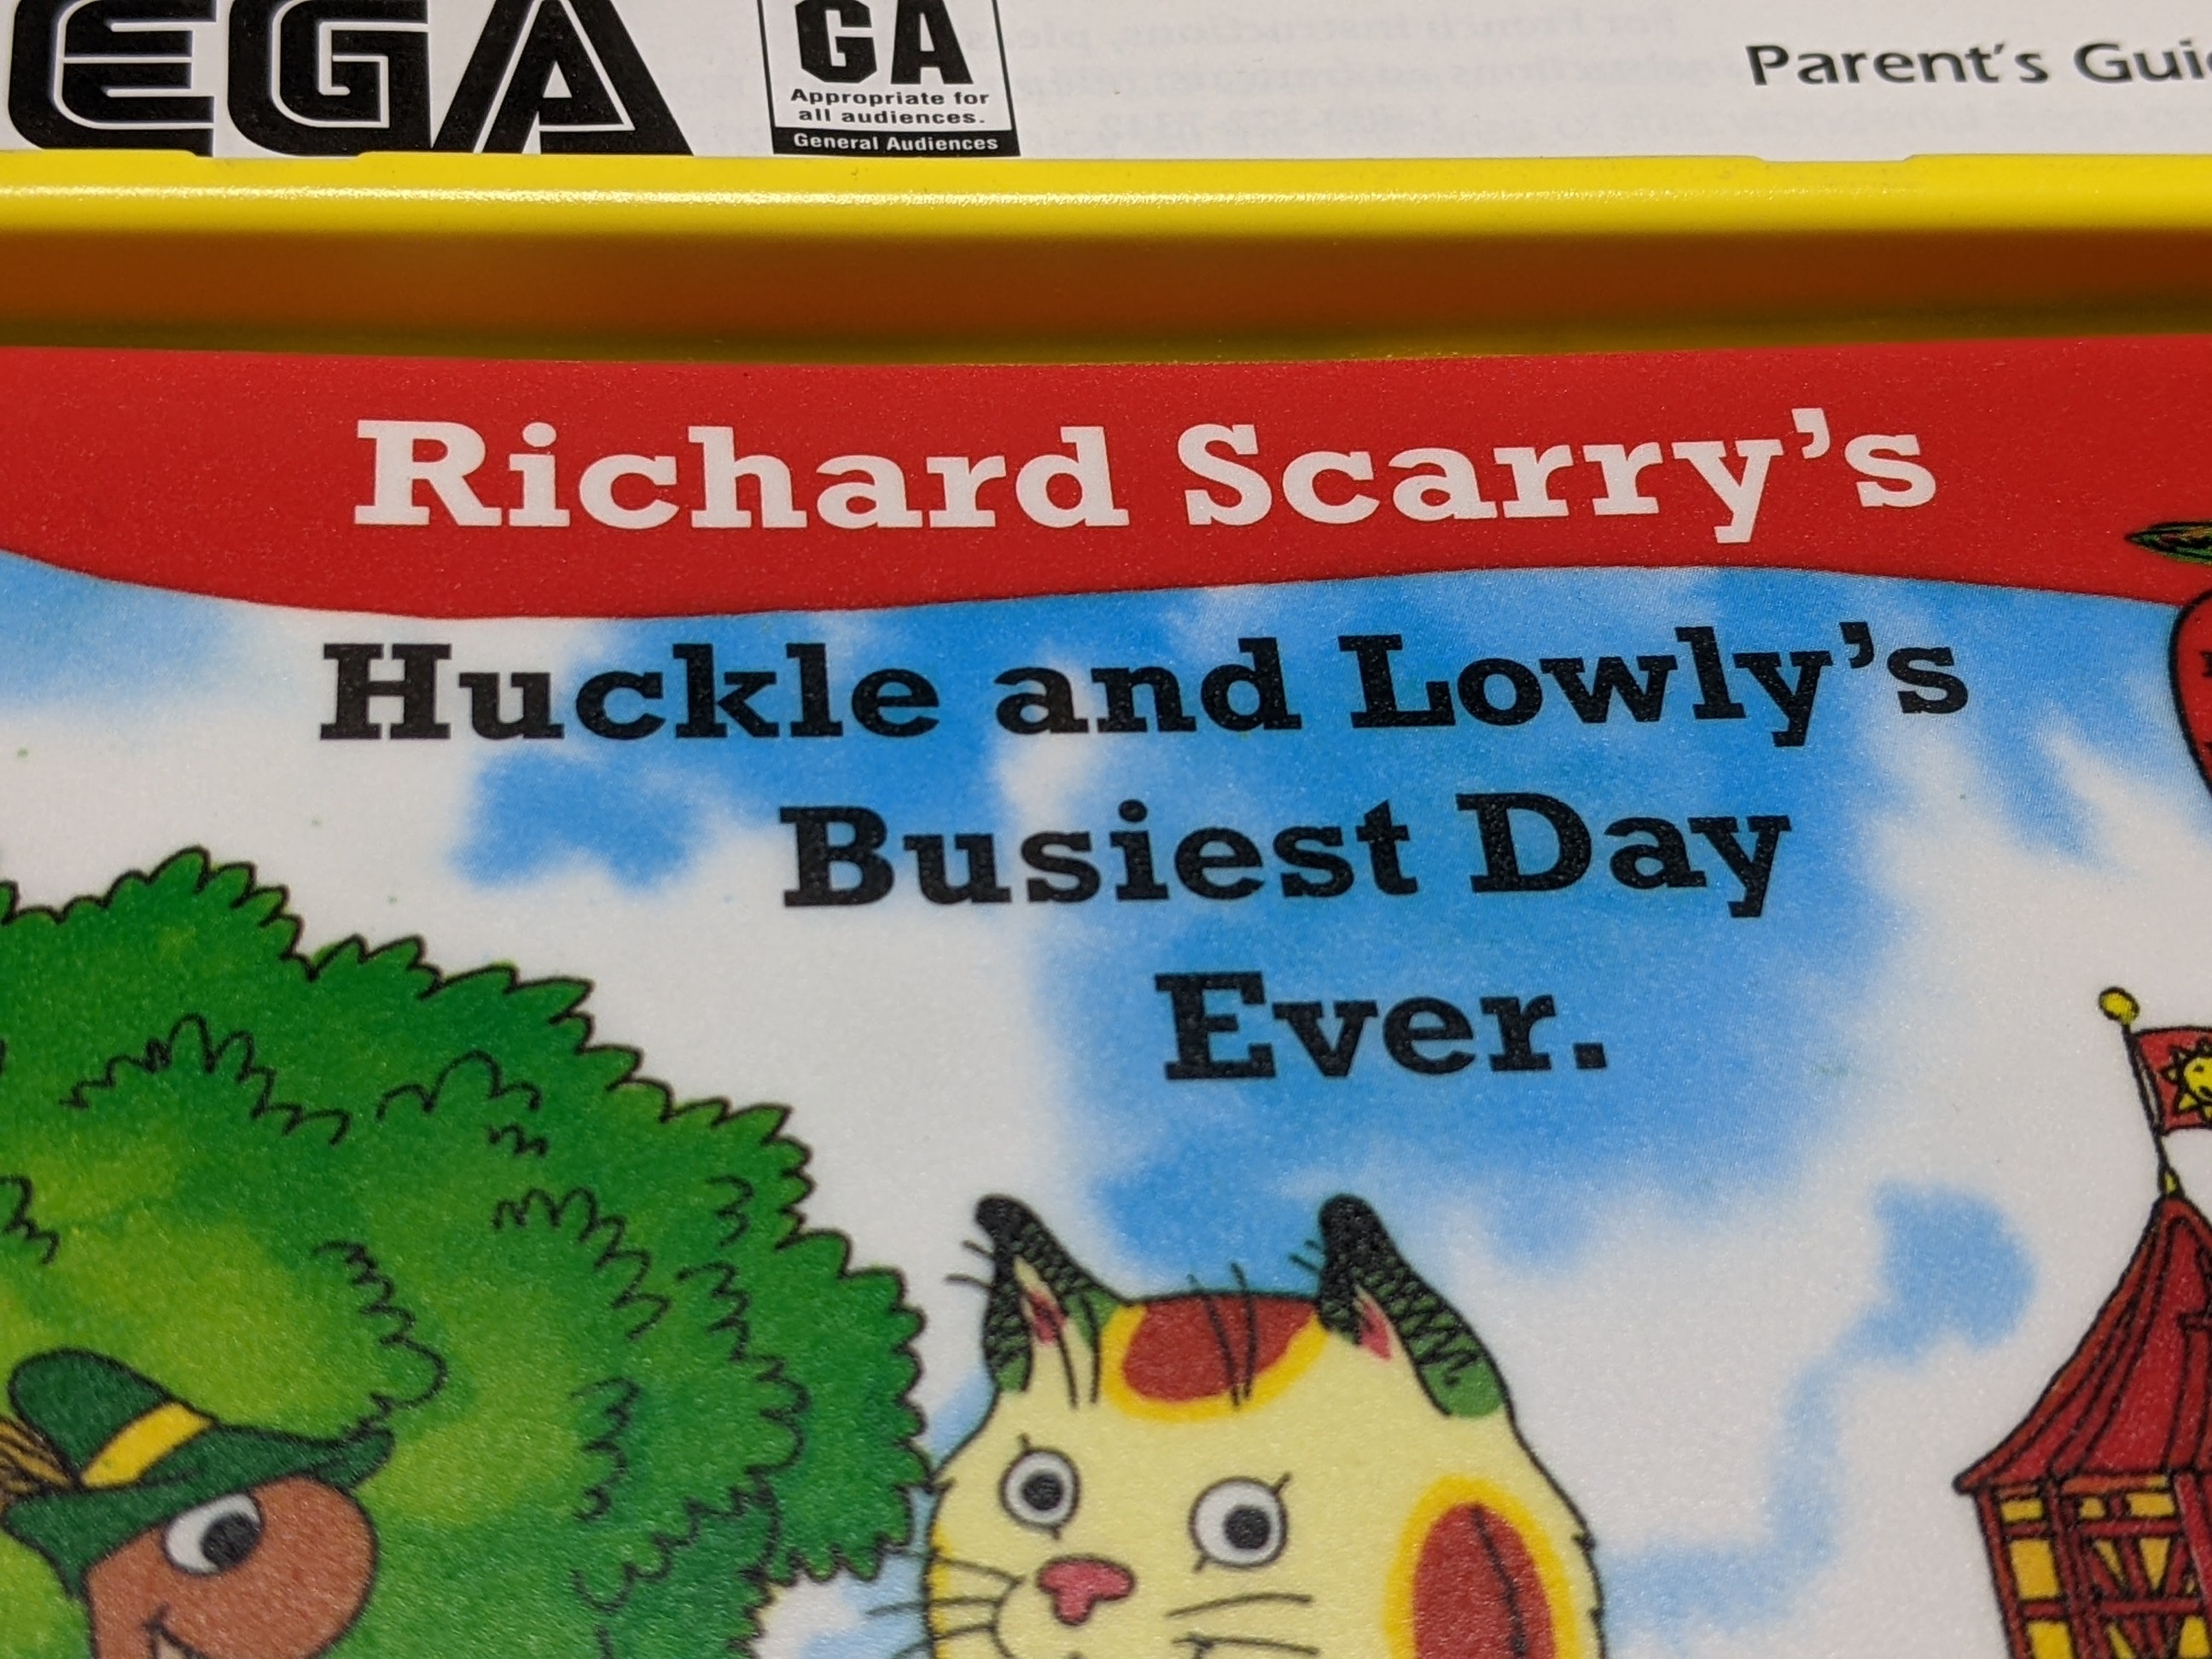 EGA
GA
Appropriate for
all audiences.
General Audiences
Parent's Gui
Richard Scarry's
Huckle and Lowly's
Busiest Day
Ever.